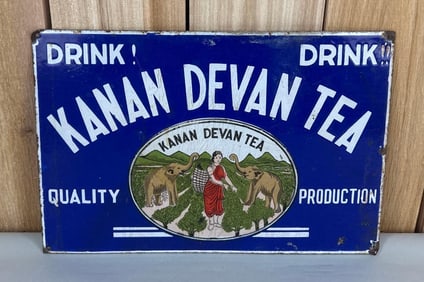 DRINK! DRINK!!
KANAN DEVAN TEA
KANAN DEVAN TEA
QUALITY PRODUCTION